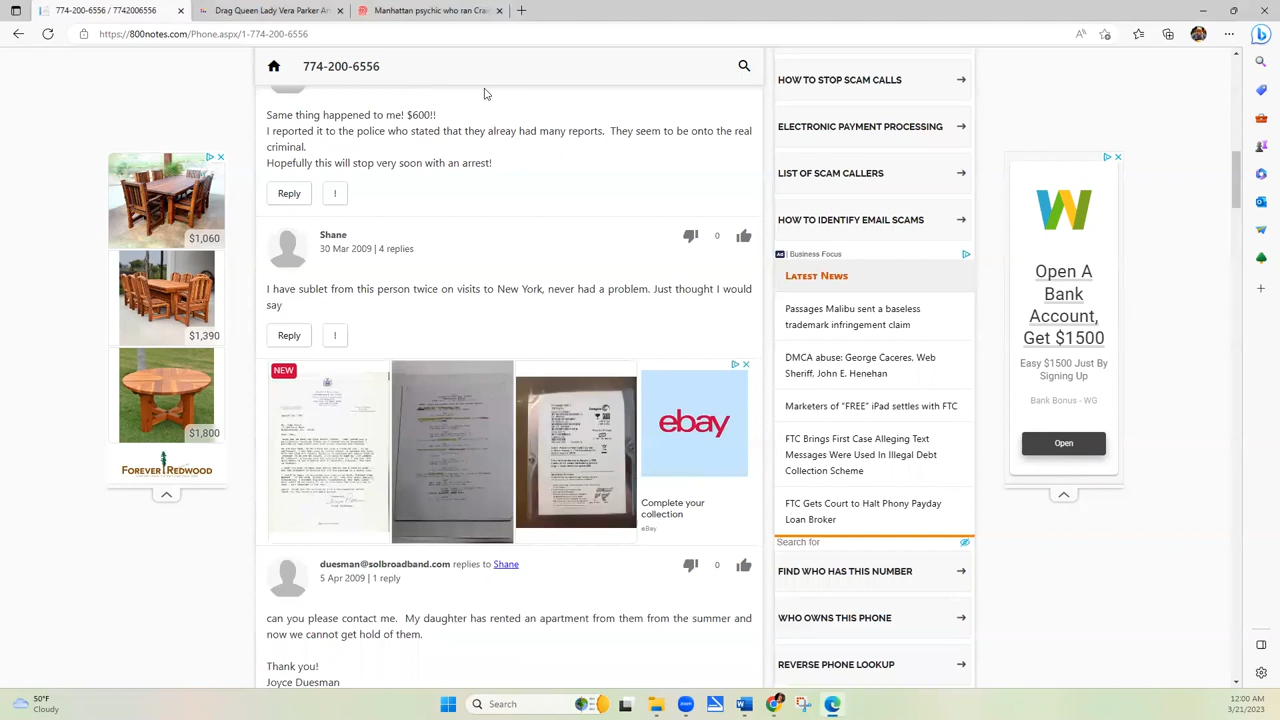 774-200-6556 / 7742006556
Drag Queen Lady Vera Parker Ar
Manhattan psychic who ran Craig
https://800notes.com/Phone.aspx/1-774-200-6556
774-200-6556
Same thing happened to me! $600!!
I reported it to the police who stated that they alreay had many reports. They seem to be onto the real
criminal.
Hopefully this will stop very soon with an arrest!
Reply
!
Shane
30 Mar 2009 | 4 replies
0
I have sublet from this person twice on visits to New York, never had a problem. Just thought I would
say
Reply
!
NEW
ebay
Complete your
collection
eBay
duesman@solbroadband.com replies to Shane
5 Apr 2009 | 1 reply
0
can you please contact me. My daughter has rented an apartment from them from the summer and
now we cannot get hold of them.
Thank you!
Joyce Duesman
$1,060
$1,390
$1,800
FOREVER REDWOOD
HOW TO STOP SCAM CALLS
ELECTRONIC PAYMENT PROCESSING
LIST OF SCAM CALLERS
HOW TO IDENTIFY EMAIL SCAMS
Ad | Business Focus
LATEST NEWS
Passages Malibu sent a baseless
trademark infringement claim
DMCA abuse: George Caceres, Web
Sheriff, John E. Henehan
Marketers of “FREE” iPad settles with FTC
FTC Brings First Case Alleging Text
Messages Were Used In Illegal Debt
Collection Scheme
FTC Gets Court to Halt Phony Payday
Loan Broker
Search for
FIND WHO HAS THIS NUMBER
WHO OWNS THIS PHONE
REVERSE PHONE LOOKUP
W
Open A
Bank
Account,
Get $1500
Easy $1500 Just By
Signing Up
Bank Bonus - WG
Open
50°F
Cloudy
Search
zoom
12:00 AM
3/21/2023